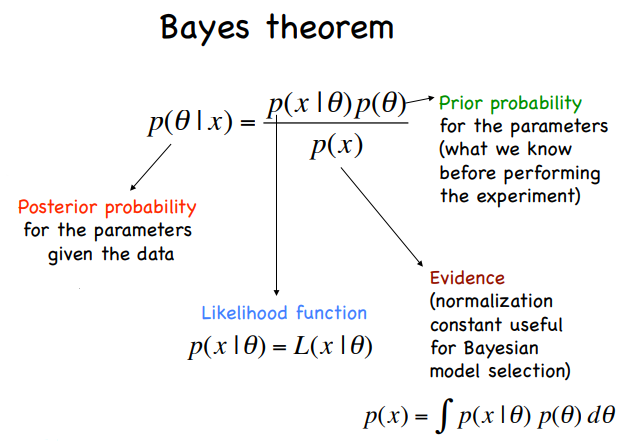 Bayes theorem
p(θ | x) = p(x | θ) p(θ) / p(x)
Prior probability
for the parameters
(what we know
before performing
the experiment)
Posterior probability
for the parameters
given the data
Likelihood function
p(x | θ) = L(x | θ)
Evidence
(normalization
constant useful
for Bayesian
model selection)
p(x) = ∫ p(x | θ) p(θ) dθ